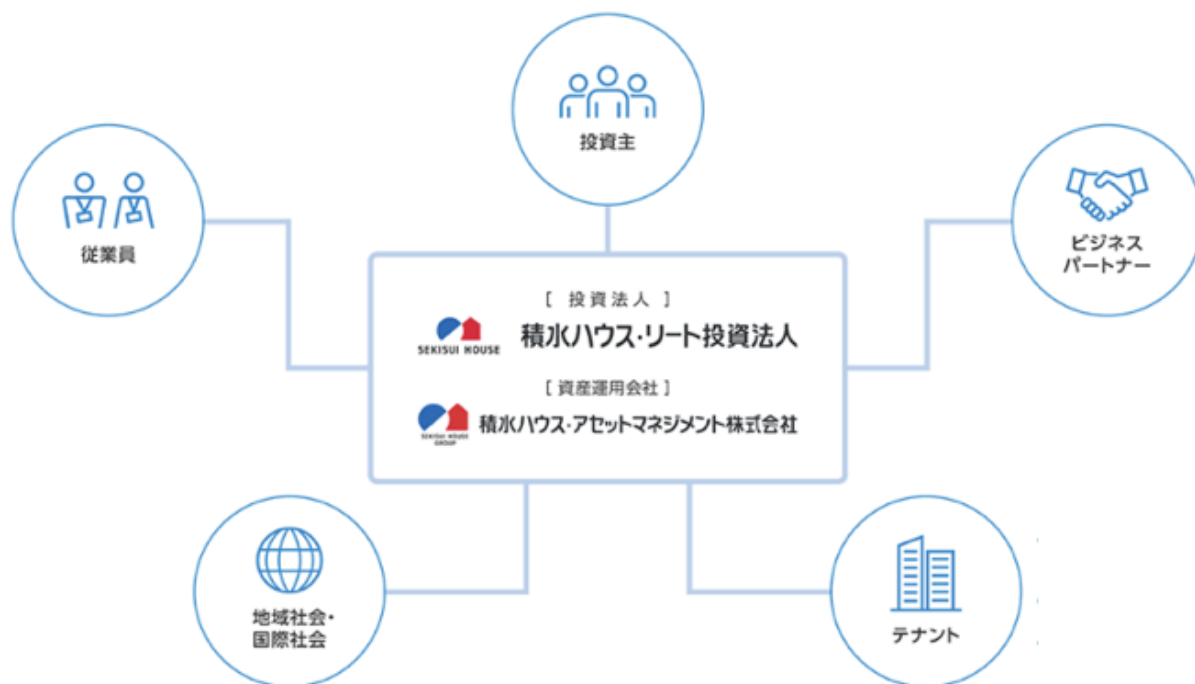 投資主
従業員
ビジネス
パートナー
[ 投資法人 ]
SEKISUI HOUSE
積水ハウス・リート投資法人
[ 資産運用会社 ]
SEKISUI HOUSE
GROUP
積水ハウス・アセットマネジメント株式会社
地域社会・
国際社会
テナント